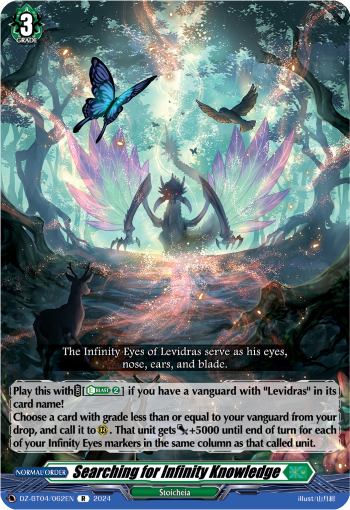 3
GRADE
The Infinity Eyes of Levidras serve as his eyes,
nose, ears, and blade.
Play this with [ BLAST 2 ] if you have a vanguard with "Levidras" in its
card name!
Choose a card with grade less than or equal to your vanguard from your
drop, and call it to . That unit gets +5000 until end of turn for each
of your Infinity Eyes markers in the same column as that called unit.
NORMAL ORDER Searching for Infinity Knowledge
Stoicheia
DZ-BT04/062EN R 2024 illust/山月総